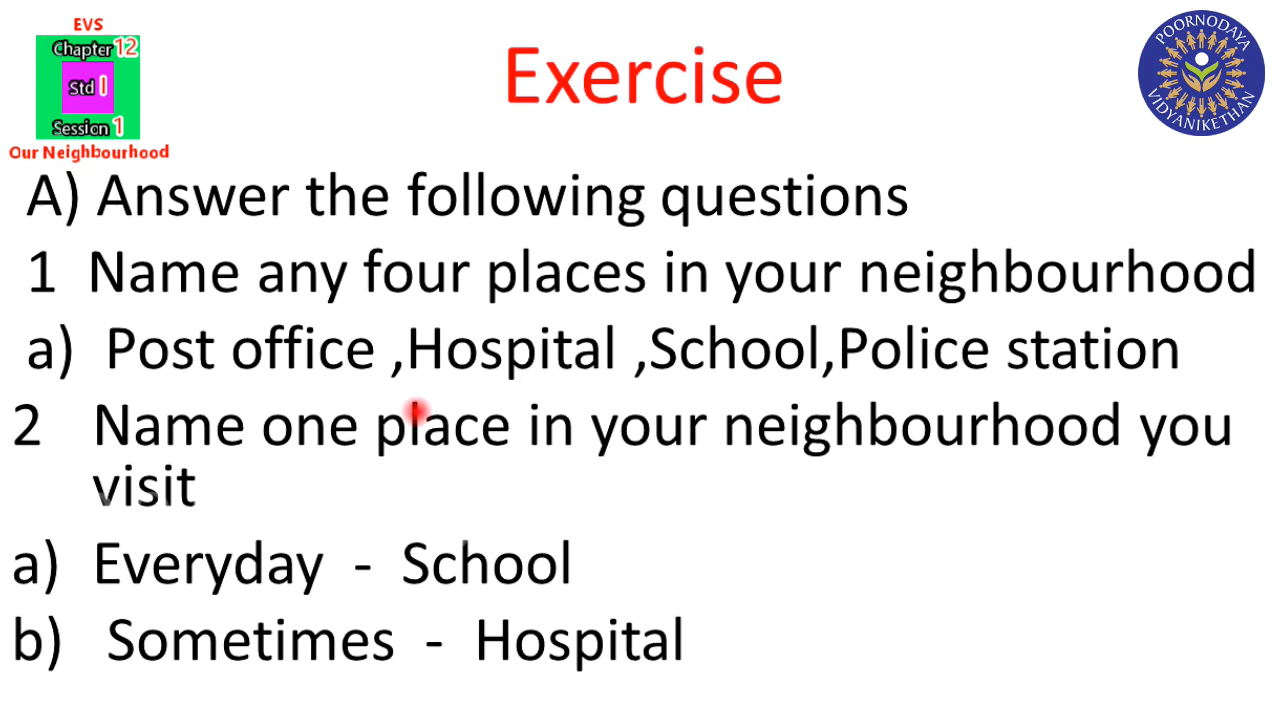 EVS
Chapter 12
Std I
Session 1
Our Neighbourhood
Exercise
POORNODAYA
VIDYANIKETHAN
A) Answer the following questions
1 Name any four places in your neighbourhood
a) Post office ,Hospital ,School,Police station
2 Name one place in your neighbourhood you
visit
a) Everyday - School
b) Sometimes - Hospital